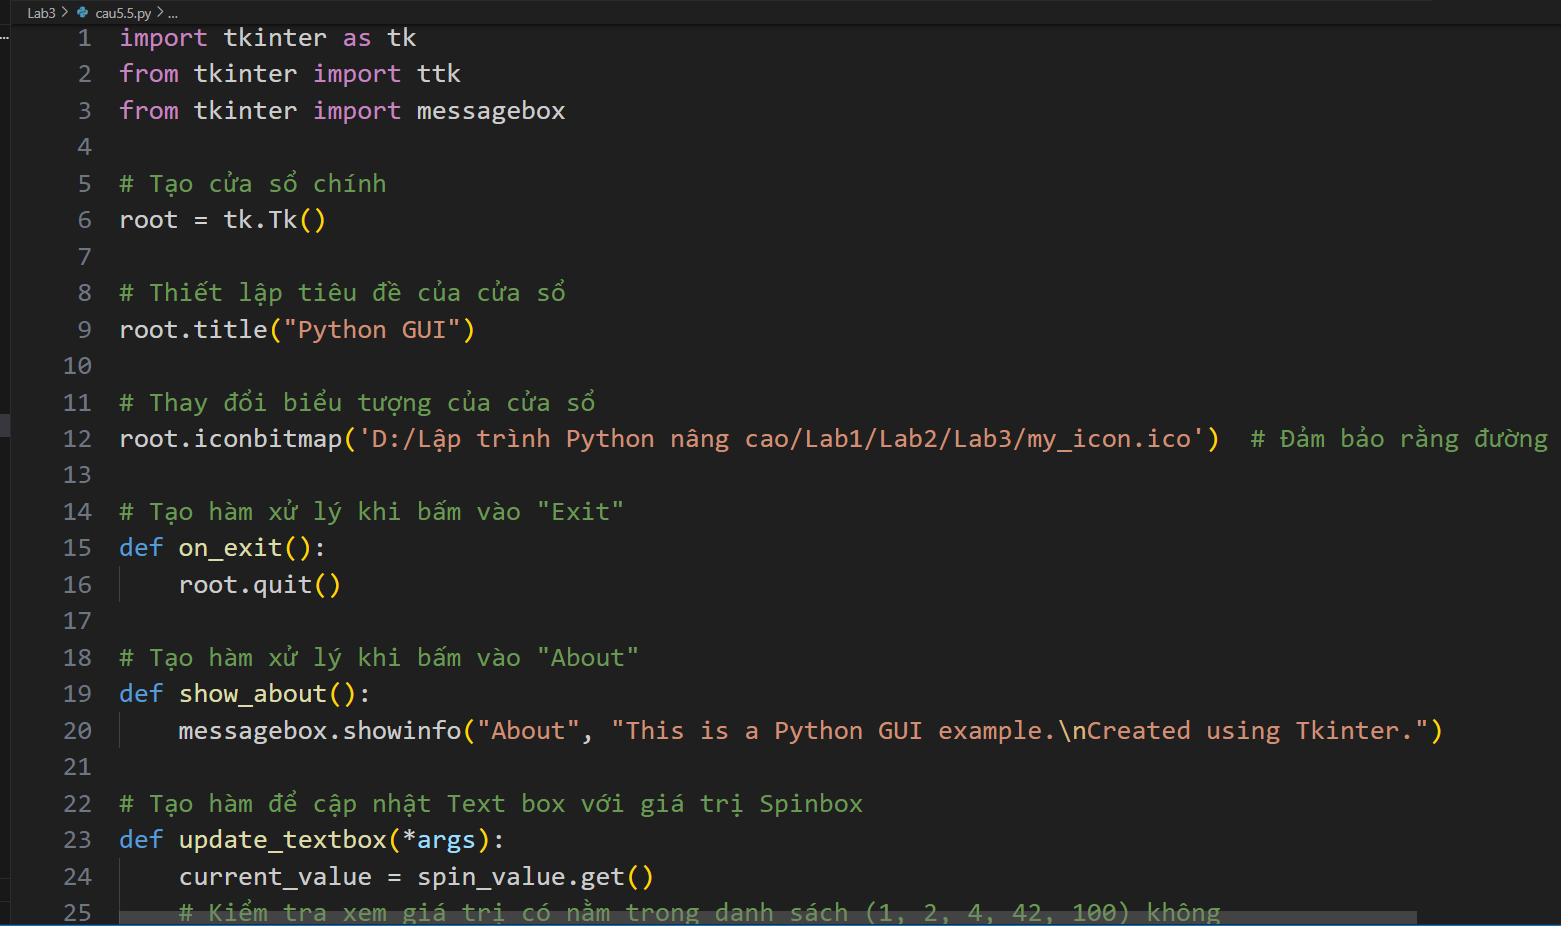 Lab3 > cau5.5.py > ...
1 import tkinter as tk
2 from tkinter import ttk
3 from tkinter import messagebox
4
5 # Tạo cửa sổ chính
6 root = tk.Tk()
7
8 # Thiết lập tiêu đề của cửa sổ
9 root.title("Python GUI")
10
11 # Thay đổi biểu tượng của cửa sổ
12 root.iconbitmap('D:/Lập trình Python nâng cao/Lab1/Lab2/Lab3/my_icon.ico')  # Đảm bảo rằng đường
13
14 # Tạo hàm xử lý khi bấm vào "Exit"
15 def on_exit():
16     root.quit()
17
18 # Tạo hàm xử lý khi bấm vào "About"
19 def show_about():
20     messagebox.showinfo("About", "This is a Python GUI example.\nCreated using Tkinter.")
21
22 # Tạo hàm để cập nhật Text box với giá trị Spinbox
23 def update_textbox(*args):
24     current_value = spin_value.get()
25     # Kiểm tra xem giá trị có nằm trong danh sách (1, 2, 4, 42, 100) không